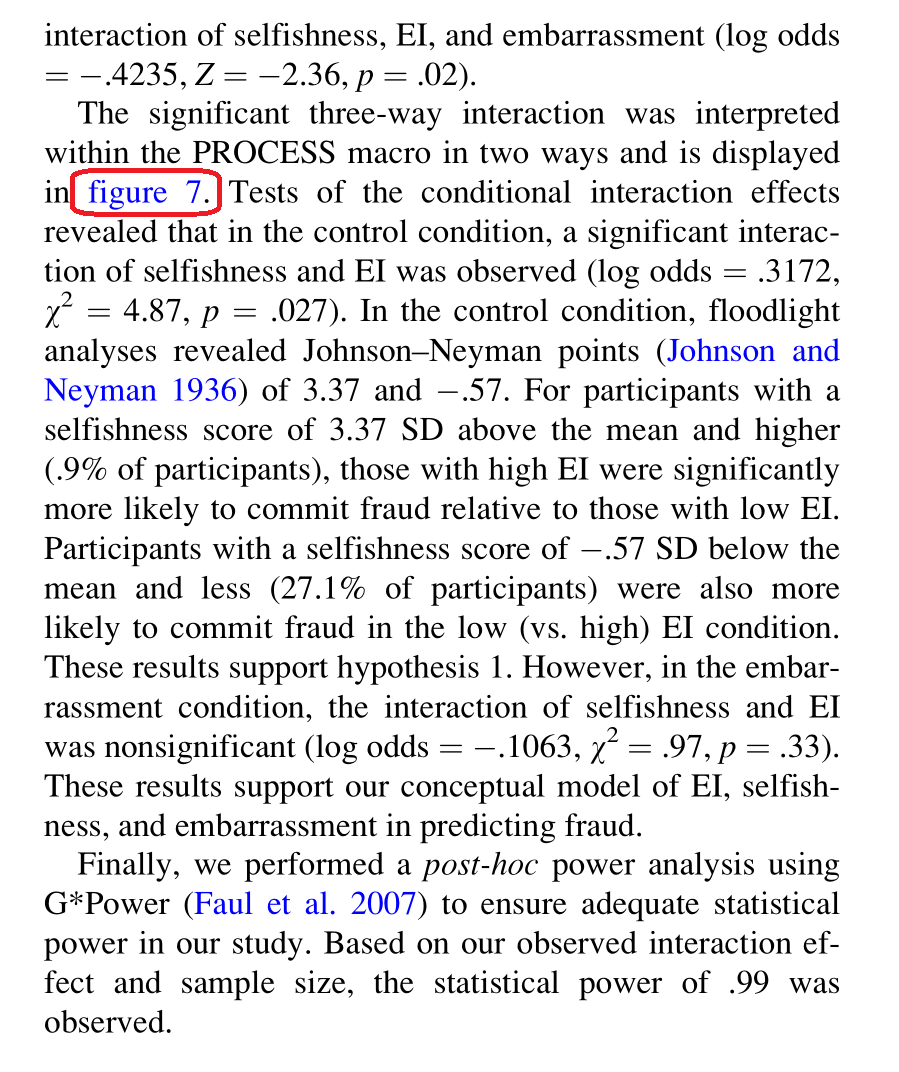 interaction of selfishness, EI, and embarrassment (log odds
= −.4235, Z = −2.36, p = .02).
The significant three-way interaction was interpreted
within the PROCESS macro in two ways and is displayed
in figure 7. Tests of the conditional interaction effects
revealed that in the control condition, a significant interac-
tion of selfishness and EI was observed (log odds = .3172,
χ² = 4.87, p = .027). In the control condition, floodlight
analyses revealed Johnson–Neyman points (Johnson and
Neyman 1936) of 3.37 and −.57. For participants with a
selfishness score of 3.37 SD above the mean and higher
(.9% of participants), those with high EI were significantly
more likely to commit fraud relative to those with low EI.
Participants with a selfishness score of −.57 SD below the
mean and less (27.1% of participants) were also more
likely to commit fraud in the low (vs. high) EI condition.
These results support hypothesis 1. However, in the embar-
rassment condition, the interaction of selfishness and EI
was nonsignificant (log odds = −.1063, χ² = .97, p = .33).
These results support our conceptual model of EI, selfish-
ness, and embarrassment in predicting fraud.
Finally, we performed a post-hoc power analysis using
G*Power (Faul et al. 2007) to ensure adequate statistical
power in our study. Based on our observed interaction ef-
fect and sample size, the statistical power of .99 was
observed.